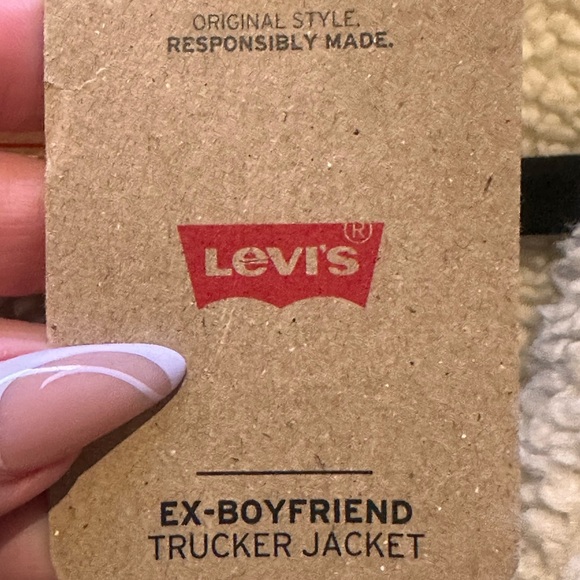 ORIGINAL STYLE.
RESPONSIBLY MADE.
Levi's®
EX-BOYFRIEND
TRUCKER JACKET